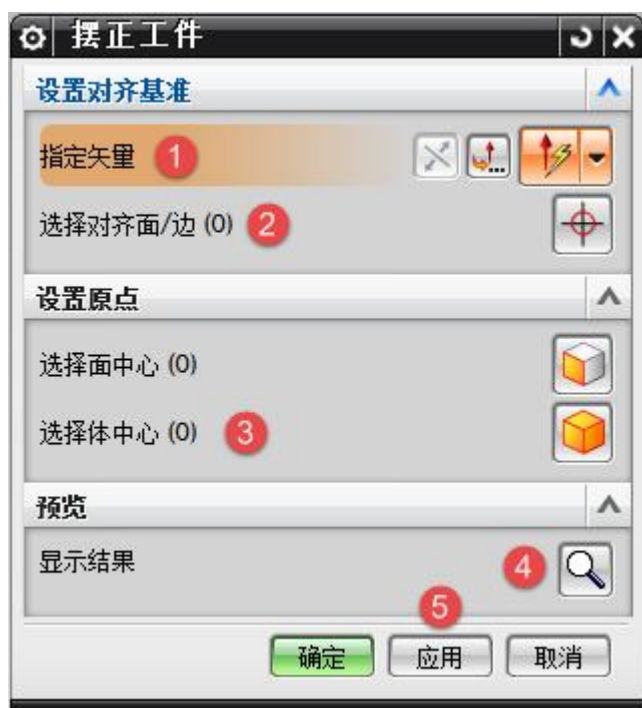 摆正工件
设置对齐基准
指定矢量 1
选择对齐面/边 (0) 2
设置原点
选择面中心 (0)
选择体中心 (0) 3
预览
显示结果 4
5
确定 应用 取消